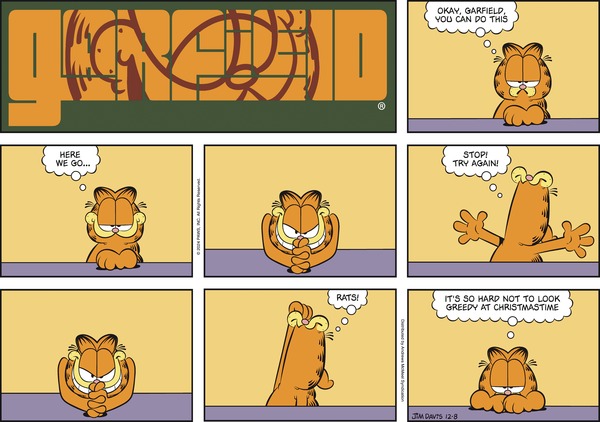 GARFIELD
®
OKAY, GARFIELD,
YOU CAN DO THIS
HERE
WE GO...
© 2024 PAWS, INC. All Rights Reserved.
STOP!
TRY AGAIN!
RATS!
Distributed by Andrews McMeel Syndication
IT'S SO HARD NOT TO LOOK
GREEDY AT CHRISTMASTIME
JIM DAVIS 12-8